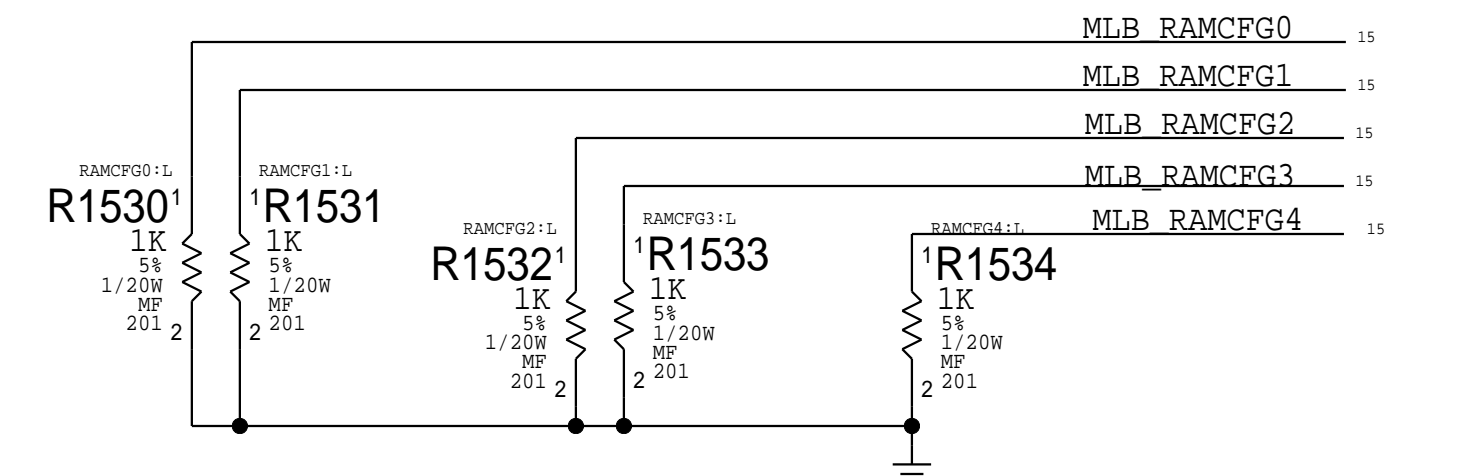 MLB_RAMCFG0 15
MLB_RAMCFG1 15
MLB_RAMCFG2 15
MLB_RAMCFG3 15
MLB_RAMCFG4 15
RAMCFG0:L
R1530 1
1K
5%
1/20W
MF
201
2
RAMCFG1:L
1 R1531
1K
5%
1/20W
MF
201
2
RAMCFG2:L
R1532 1
1K
5%
1/20W
MF
201
2
RAMCFG3:L
1 R1533
1K
5%
1/20W
MF
201
2
RAMCFG4:L
1 R1534
1K
5%
1/20W
MF
201
2